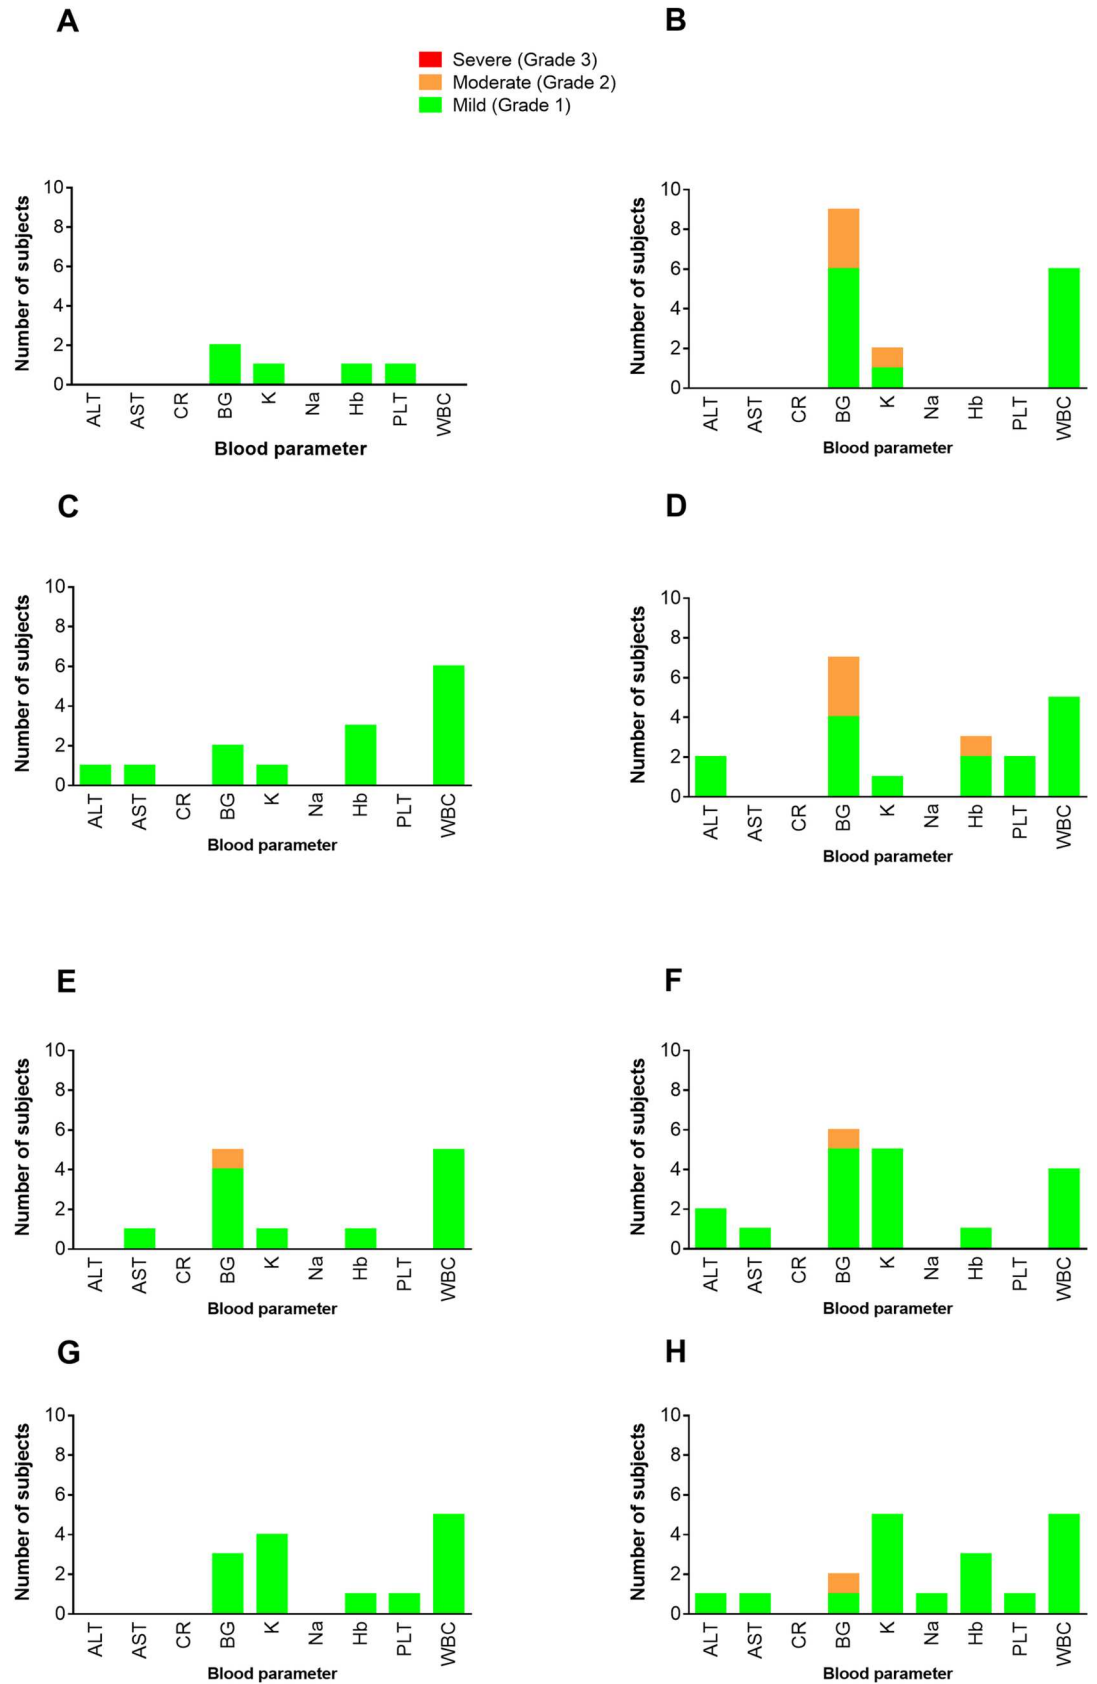 A
B
Severe (Grade 3)
Moderate (Grade 2)
Mild (Grade 1)
Number of subjects
10
8
6
4
2
0
ALT AST CR BG K Na Hb PLT WBC
Blood parameter
Number of subjects
10
8
6
4
2
0
ALT AST CR BG K Na Hb PLT WBC
Blood parameter
C
D
Number of subjects
10
8
6
4
2
0
ALT AST CR BG K Na Hb PLT WBC
Blood parameter
Number of subjects
10
8
6
4
2
0
ALT AST CR BG K Na Hb PLT WBC
Blood parameter
E
F
Number of subjects
10
8
6
4
2
0
ALT AST CR BG K Na Hb PLT WBC
Blood parameter
Number of subjects
10
8
6
4
2
0
ALT AST CR BG K Na Hb PLT WBC
Blood parameter
G
H
Number of subjects
10
8
6
4
2
0
ALT AST CR BG K Na Hb PLT WBC
Blood parameter
Number of subjects
10
8
6
4
2
0
ALT AST CR BG K Na Hb PLT WBC
Blood parameter